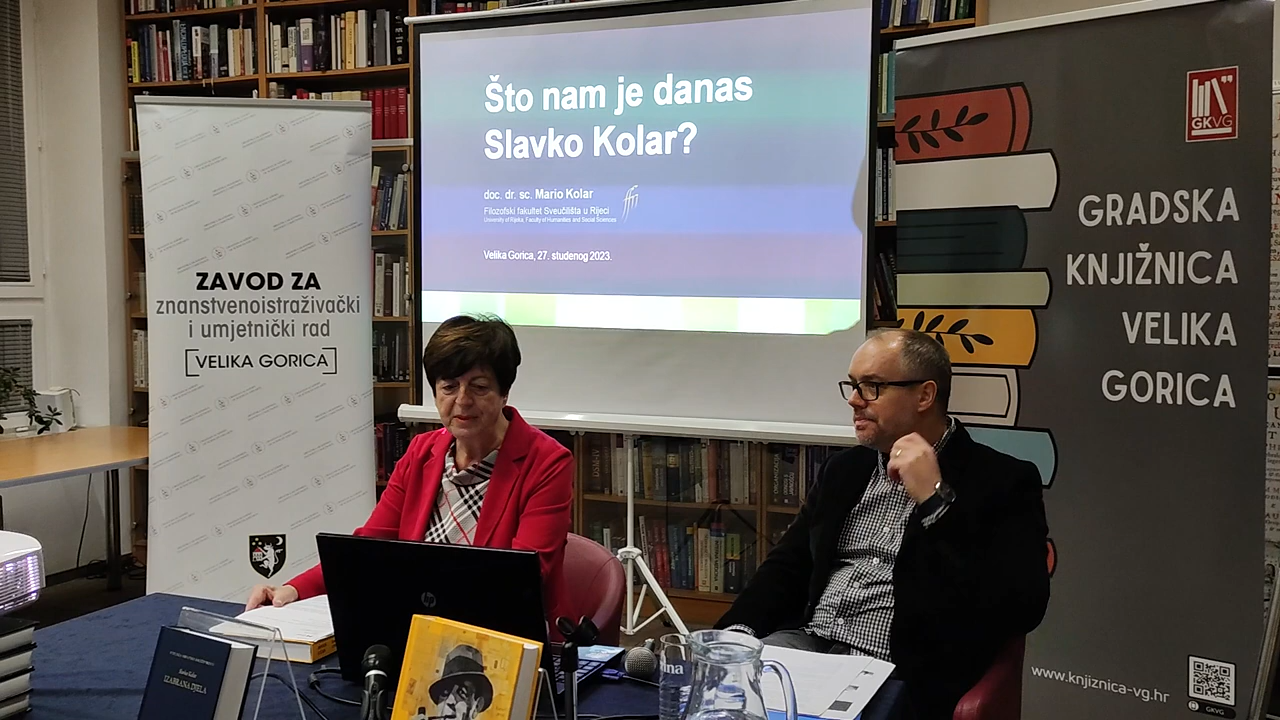 Što nam je danas
Slavko Kolar?
doc. dr. sc. Mario Kolar
Filozofski fakultet Sveučilišta u Rijeci
University of Rijeka, Faculty of Humanities and Social Sciences
Velika Gorica, 27. studenog 2023.
ZAVOD ZA
znanstvenoistraživački
i umjetnički rad
[VELIKA GORICA]
GKVG
GRADSKA
KNJIŽNICA
VELIKA
GORICA
www.knjiznica-vg.hr
GKVG
hp
IZABRANA DJELA